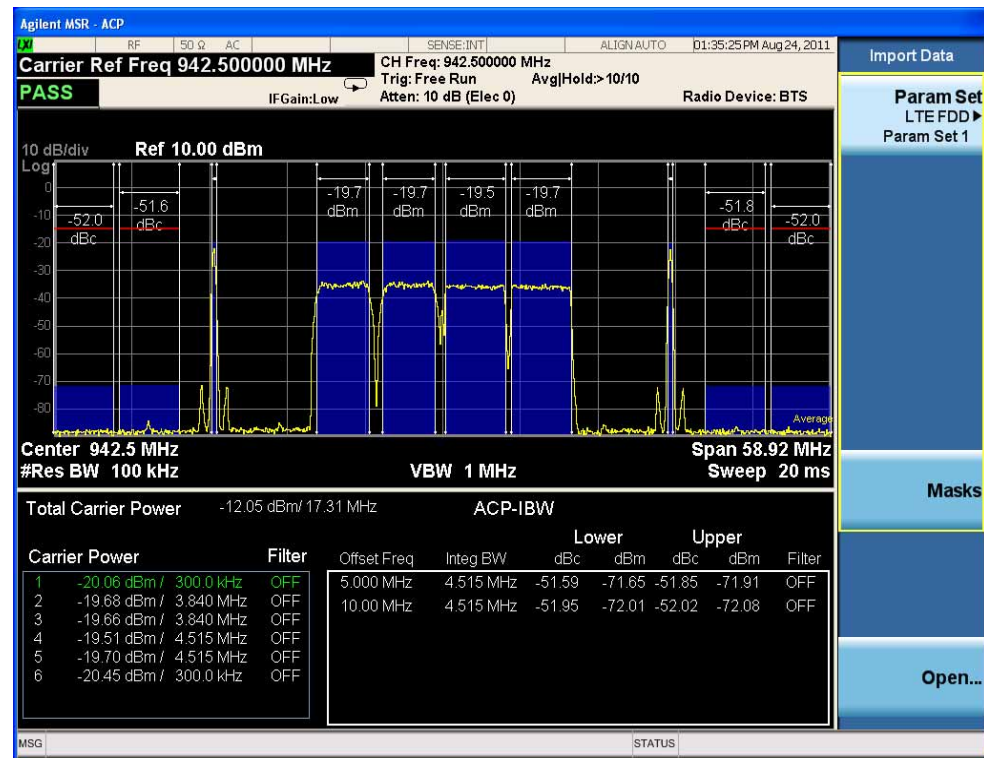 Agilent MSR - ACP
LXI RF 50 Ω AC SENSE:INT ALIGN AUTO 01:35:25 PM Aug 24, 2011
Carrier Ref Freq 942.500000 MHz
CH Freq: 942.500000 MHz
Trig: Free Run Avg|Hold:> 10/10
PASS
IFGain:Low
Atten: 10 dB (Elec 0)
Radio Device: BTS
Import Data
Param Set
LTE FDD
Param Set 1
10 dB/div Ref 10.00 dBm
Log
0
-10
-20
-30
-40
-50
-60
-70
-80
-52.0
dBc
-51.6
dBc
-19.7
dBm
-19.7
dBm
-19.5
dBm
-19.7
dBm
-51.8
dBc
-52.0
dBc
Average
Center 942.5 MHz Span 58.92 MHz
#Res BW 100 kHz VBW 1 MHz Sweep 20 ms
Masks
Total Carrier Power -12.05 dBm/ 17.31 MHz ACP-IBW
Lower Upper
Carrier Power Filter
1 -20.06 dBm / 300.0 kHz OFF
2 -19.68 dBm / 3.840 MHz OFF
3 -19.66 dBm / 3.840 MHz OFF
4 -19.51 dBm / 4.515 MHz OFF
5 -19.70 dBm / 4.515 MHz OFF
6 -20.45 dBm / 300.0 kHz OFF
Offset Freq Integ BW dBc dBm dBc dBm Filter
5.000 MHz 4.515 MHz -51.59 -71.65 -51.85 -71.91 OFF
10.00 MHz 4.515 MHz -51.95 -72.01 -52.02 -72.08 OFF
Open...
MSG STATUS